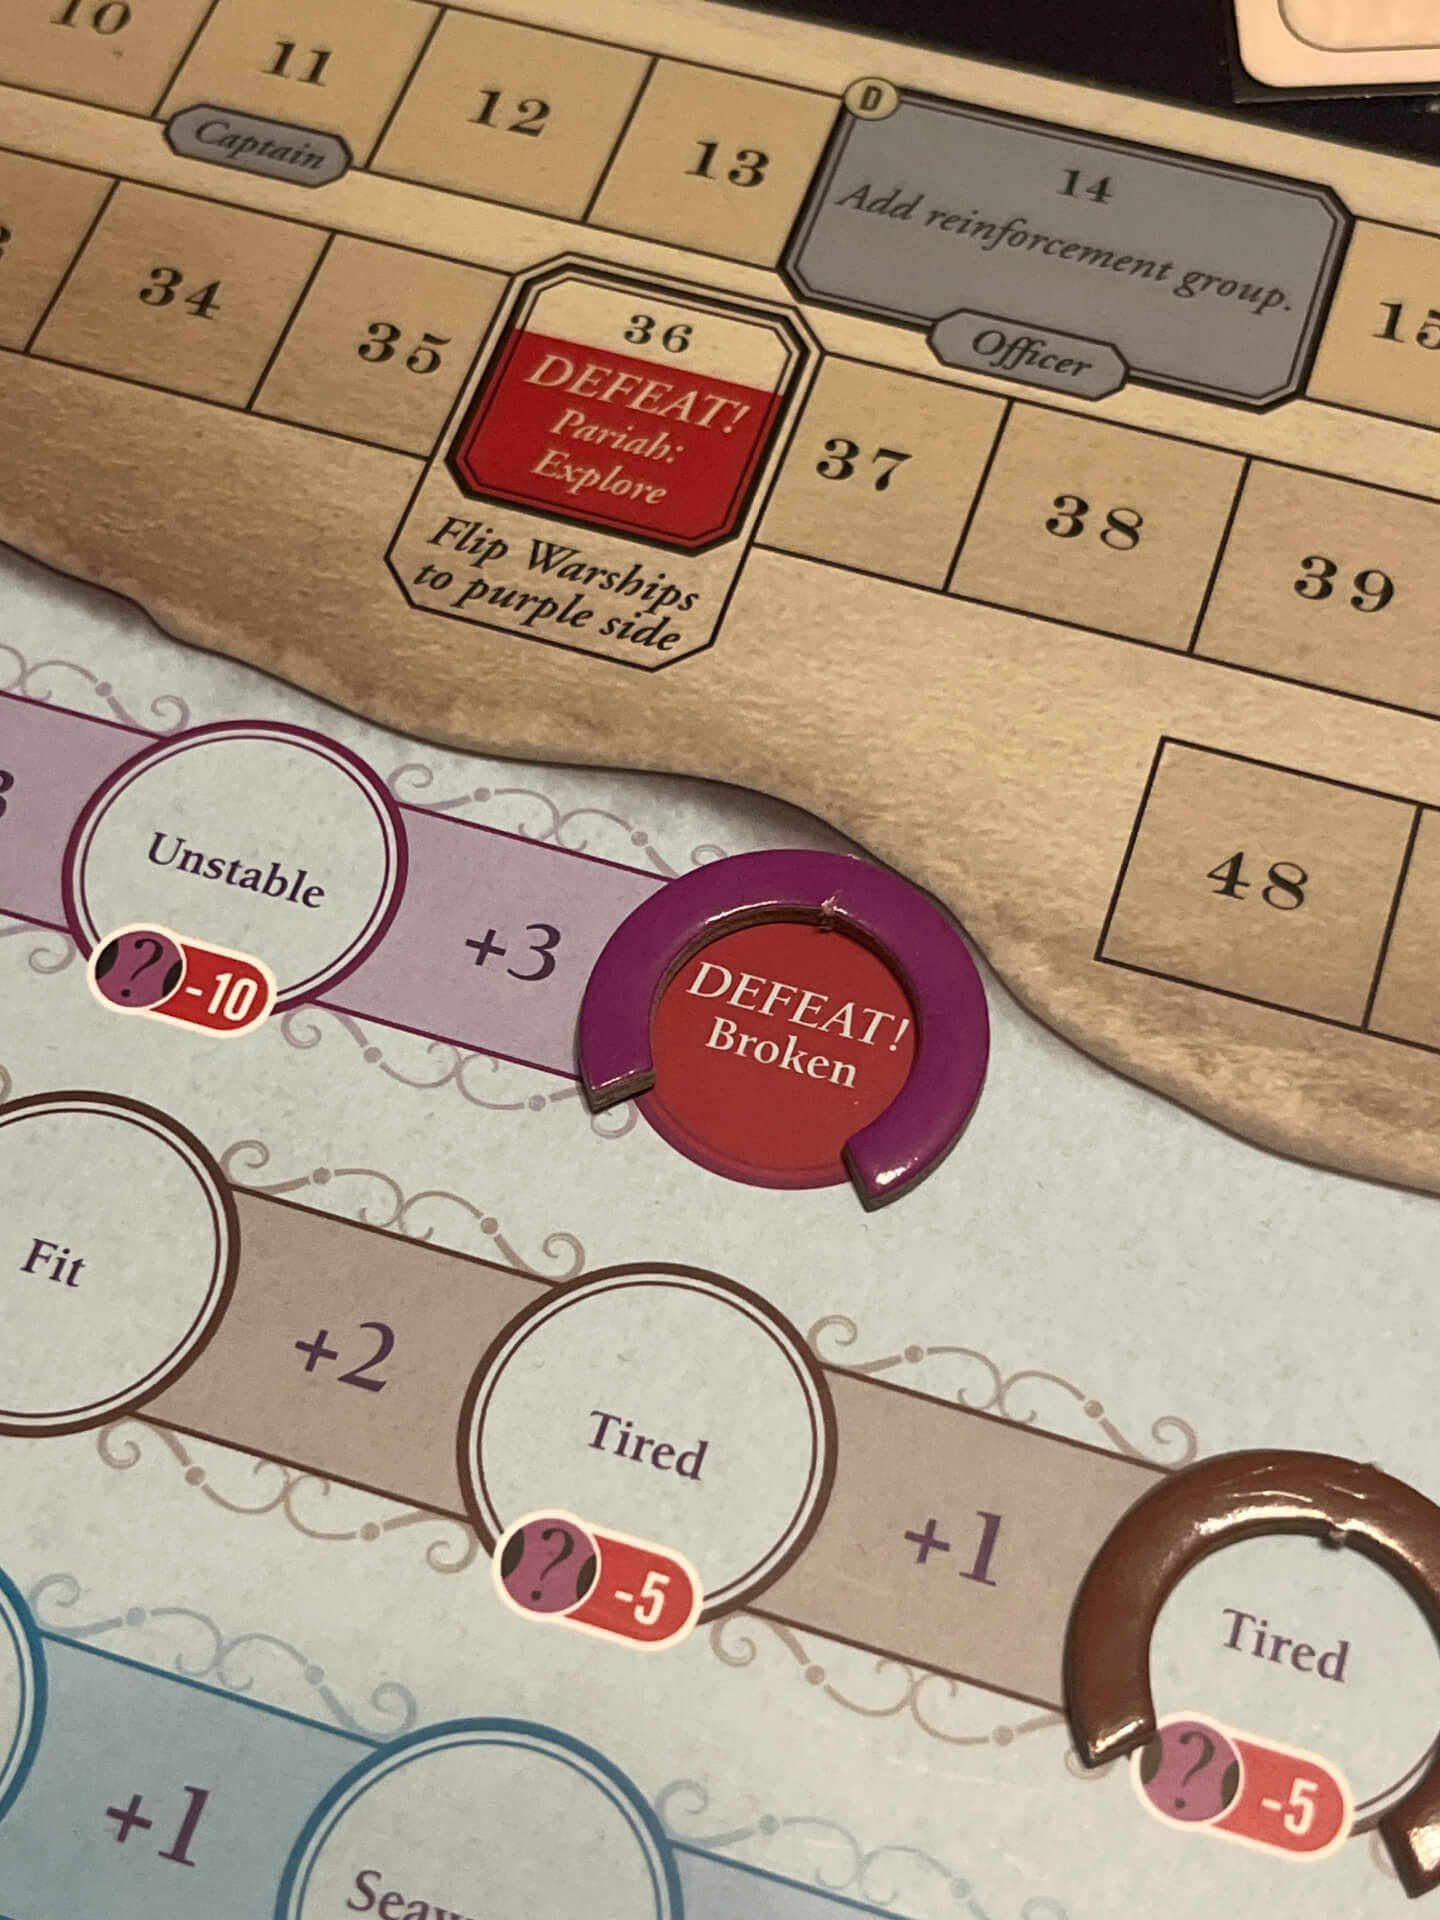 10
11
12
13
D
14
Add reinforcement group.
15
Captain
Officer
34
35
36
DEFEAT!
Pariah:
Explore
Flip Warships
to purple side
37
38
39
48
Unstable
-10
+3
DEFEAT!
Broken
?
Fit
+2
Tired
? -5
+1
Tired
? -5
+1